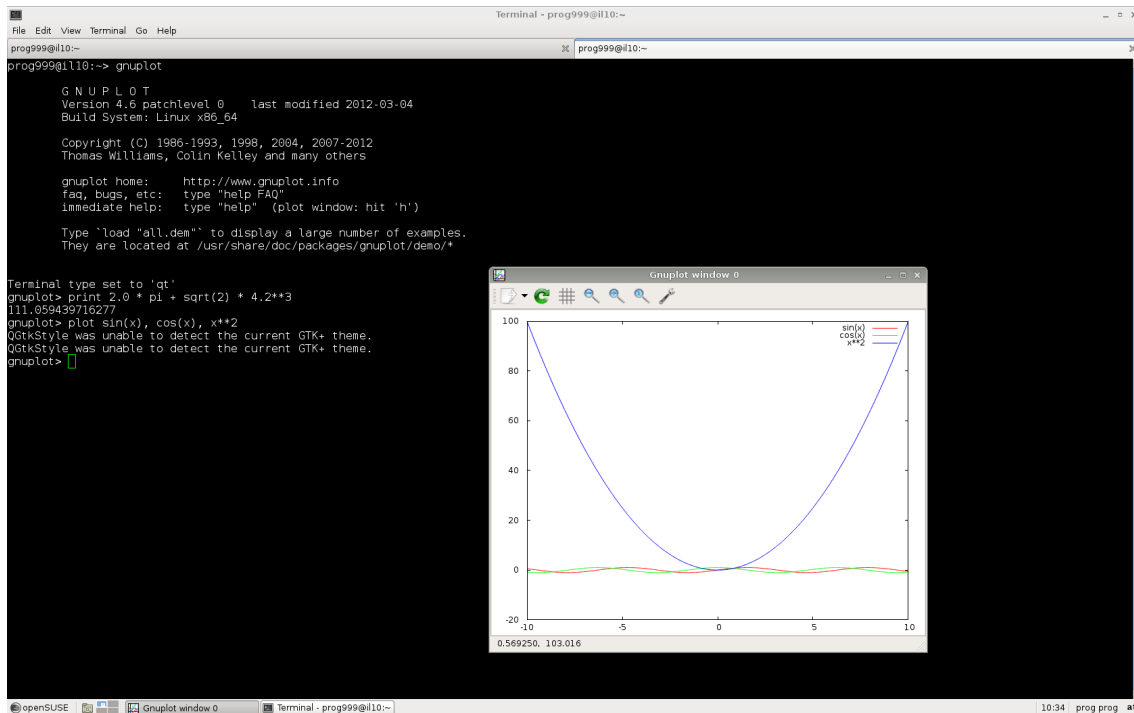 Terminal - prog999@il10:~
File Edit View Terminal Go Help
prog999@il10:~
prog999@il10:~
prog999@il10:~> gnuplot
G N U P L O T
Version 4.6 patchlevel 0    last modified 2012-03-04
Build System: Linux x86_64
Copyright (C) 1986-1993, 1998, 2004, 2007-2012
Thomas Williams, Colin Kelley and many others
gnuplot home:     http://www.gnuplot.info
faq, bugs, etc:   type "help FAQ"
immediate help:   type "help"  (plot window: hit 'h')
Type `load "all.dem"` to display a large number of examples.
They are located at /usr/share/doc/packages/gnuplot/demo/*
Terminal type set to 'qt'
gnuplot> print 2.0 * pi + sqrt(2) * 4.2**3
111.059439716277
gnuplot> plot sin(x), cos(x), x**2
QGtkStyle was unable to detect the current GTK+ theme.
QGtkStyle was unable to detect the current GTK+ theme.
gnuplot>
Gnuplot window 0
sin(x)
cos(x)
x**2
100
80
60
40
20
0
-20
-10 -5 0 5 10
0.569250, 103.016
openSUSE Gnuplot window 0 Terminal - prog999@il10:~ 10:34 prog prog